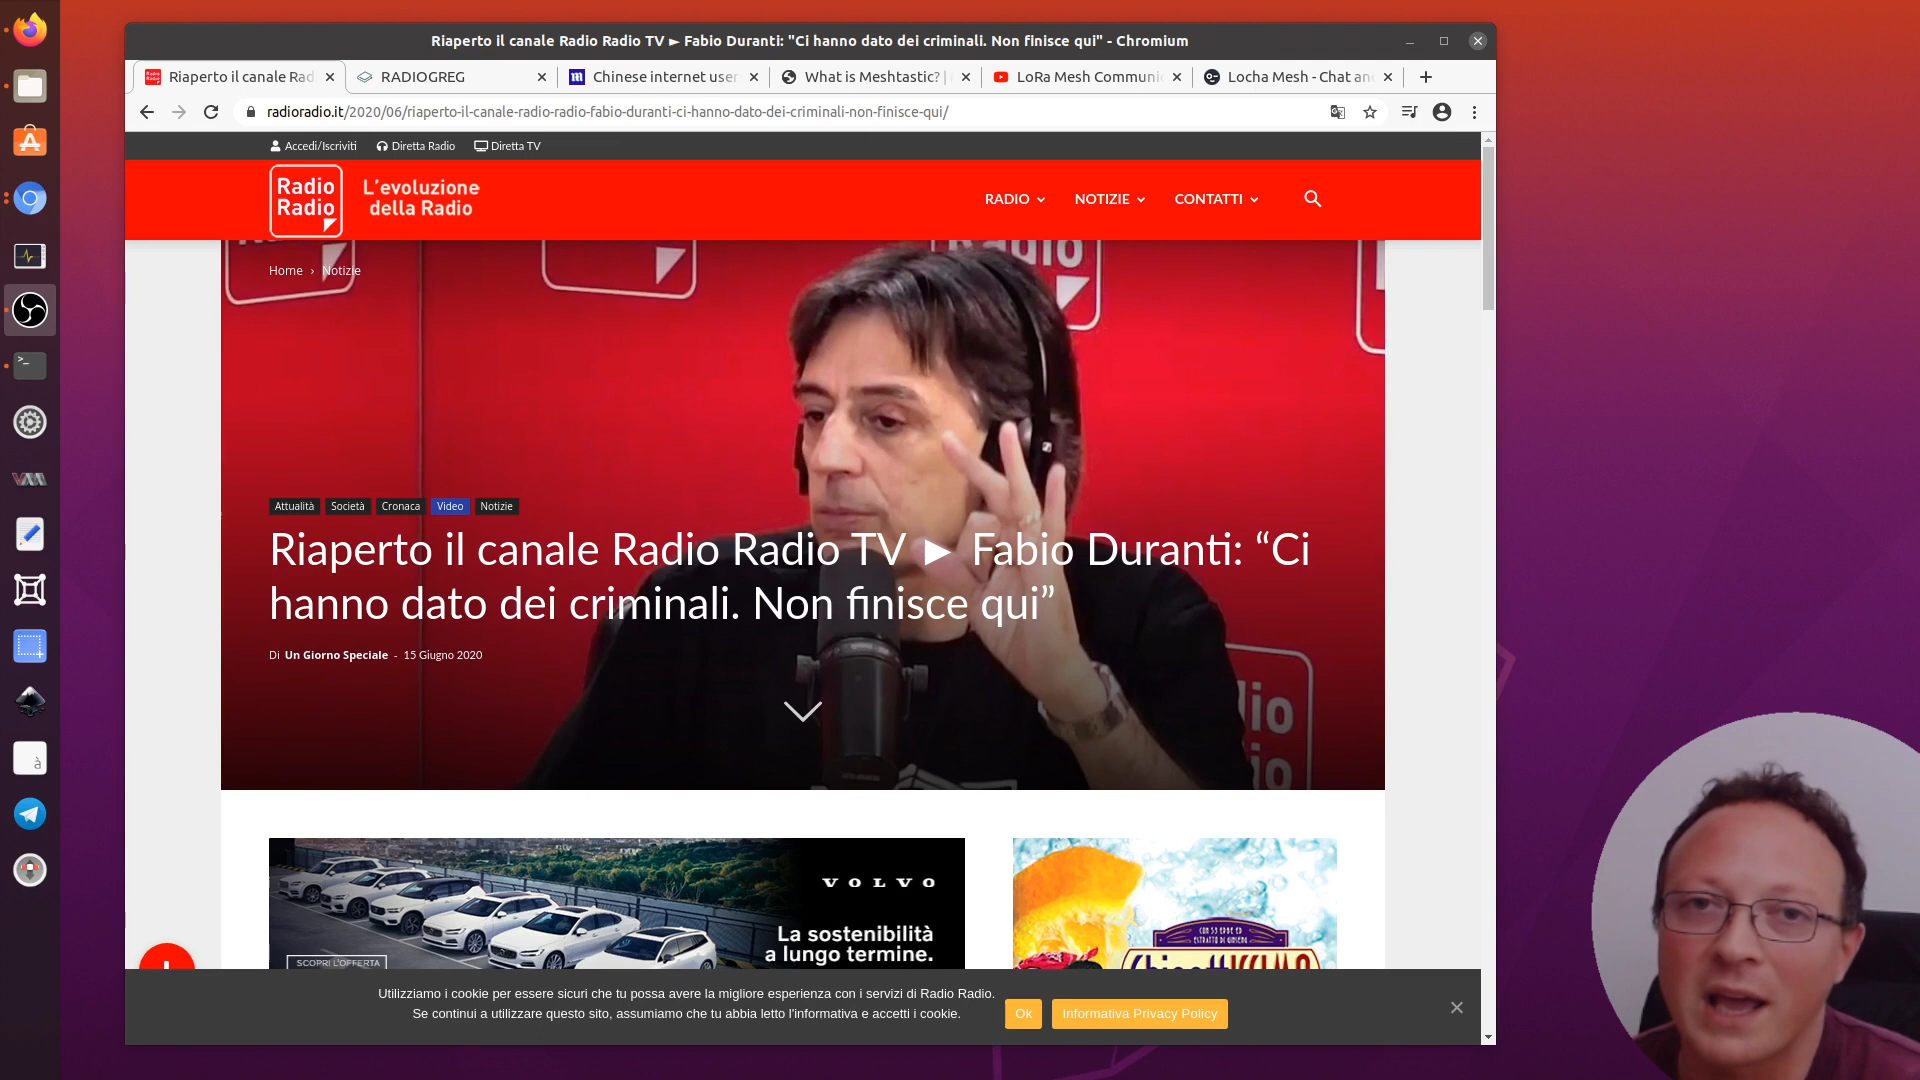 Riaperto il canale Radio Radio TV ► Fabio Duranti: "Ci hanno dato dei criminali. Non finisce qui" - Chromium
Riaperto il canale Rad
RADIOGREG
Chinese internet user
What is Meshtastic? |
LoRa Mesh Communi
Locha Mesh - Chat an
radioradio.it/2020/06/riaperto-il-canale-radio-radio-fabio-duranti-ci-hanno-dato-dei-criminali-non-finisce-qui/
Accedi/Iscriviti
Diretta Radio
Diretta TV
Radio
Radio
L'evoluzione
della Radio
RADIO
NOTIZIE
CONTATTI
Home › Notizie
Attualità
Società
Cronaca
Video
Notizie
Riaperto il canale Radio Radio TV ► Fabio Duranti: “Ci
hanno dato dei criminali. Non finisce qui”
Di Un Giorno Speciale - 15 Giugno 2020
VOLVO
La sostenibilità
a lungo termine.
SCOPRI L'OFFERTA
CON 33 ERBE ED
ESTRATTO DI GINSENG
Utilizziamo i cookie per essere sicuri che tu possa avere la migliore esperienza con i servizi di Radio Radio.
Se continui a utilizzare questo sito, assumiamo che tu abbia letto l'informativa e accetti i cookie.
Ok
Informativa Privacy Policy